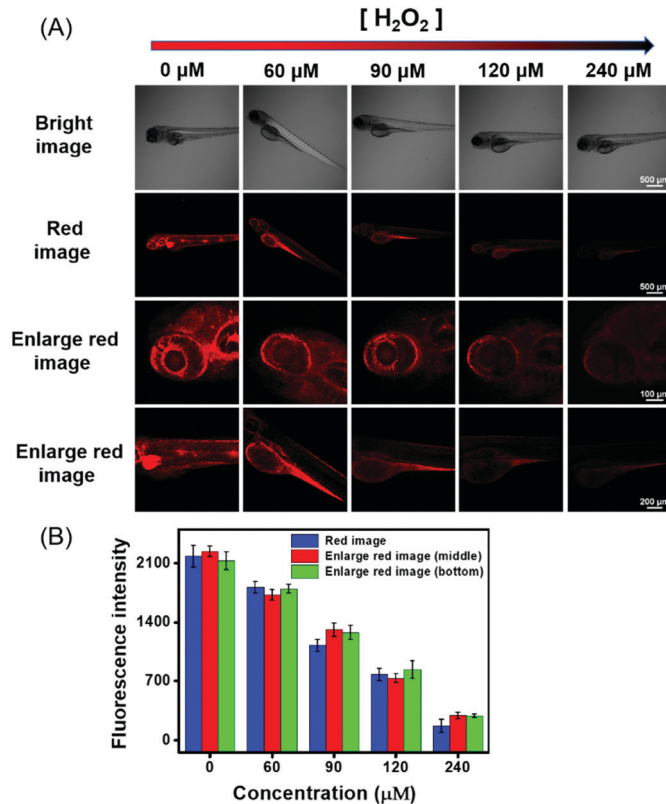 (A)
[ H₂O₂ ]
0 μM 60 μM 90 μM 120 μM 240 μM
Bright
image
500 μm
Red
image
500 μm
Enlarge red
image
100 μm
Enlarge red
image
200 μm
(B)
Red image
Enlarge red image (middle)
Enlarge red image (bottom)
Fluorescence intensity
2100
1400
700
0
0 60 90 120 240
Concentration (μM)